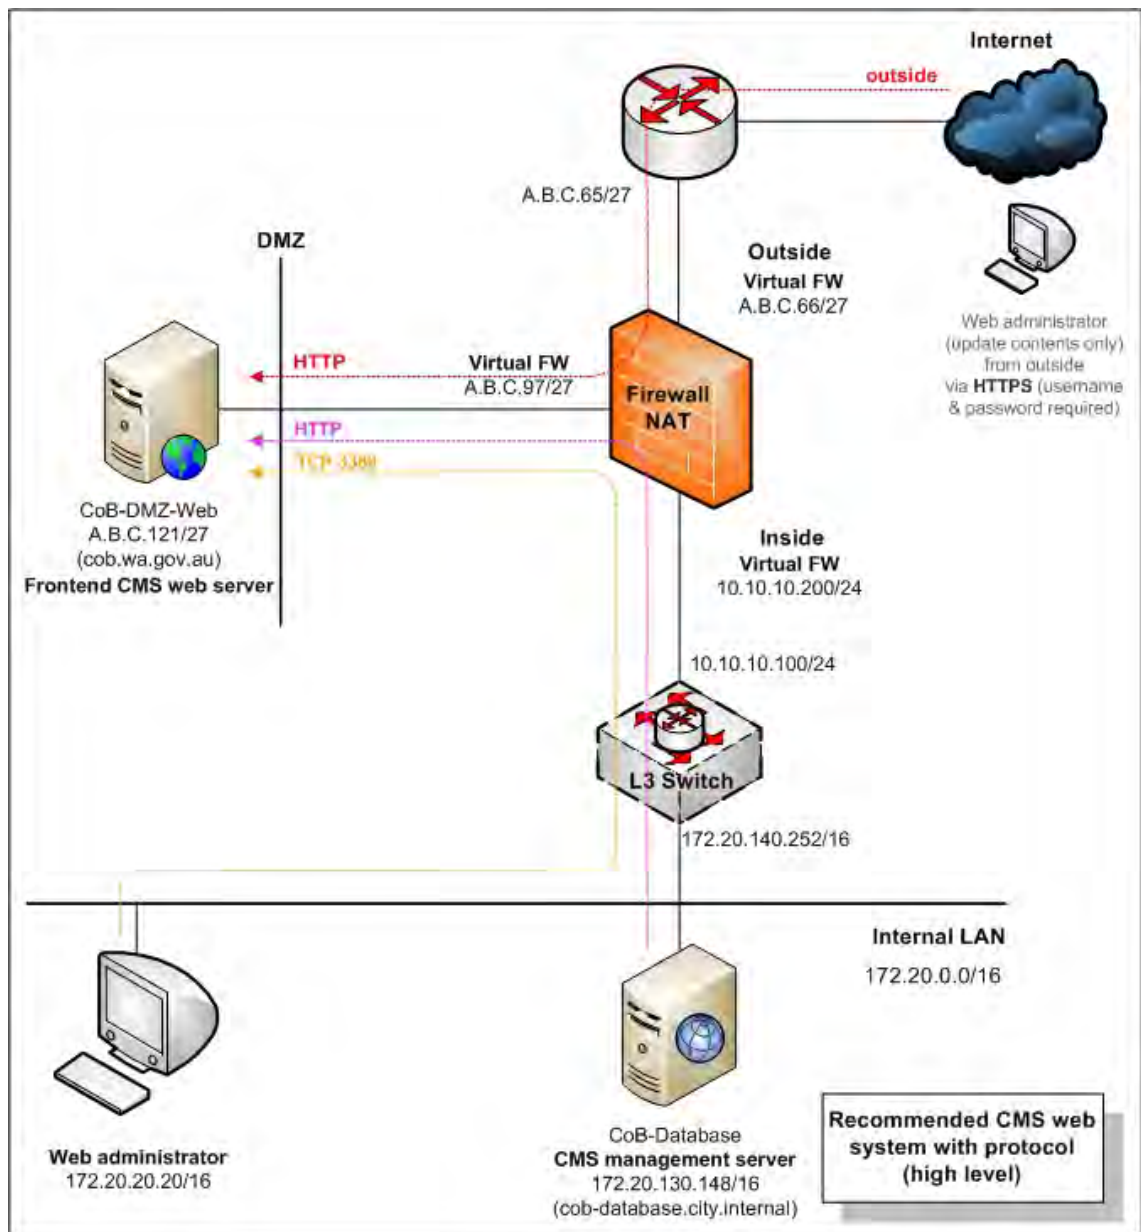 Internet
outside
A.B.C.65/27
DMZ
Outside
Virtual FW
A.B.C.66/27
Web administrator
(update contents only)
from outside
via HTTPS (username
& password required)
HTTP
Virtual FW
A.B.C.97/27
Firewall
NAT
HTTP
TCP 3389
CoB-DMZ-Web
A.B.C.121/27
(cob.wa.gov.au)
Frontend CMS web server
Inside
Virtual FW
10.10.10.200/24
10.10.10.100/24
L3 Switch
172.20.140.252/16
Internal LAN
172.20.0.0/16
Web administrator
172.20.20.20/16
CoB-Database
CMS management server
172.20.130.148/16
(cob-database.city.internal)
Recommended CMS web
system with protocol
(high level)